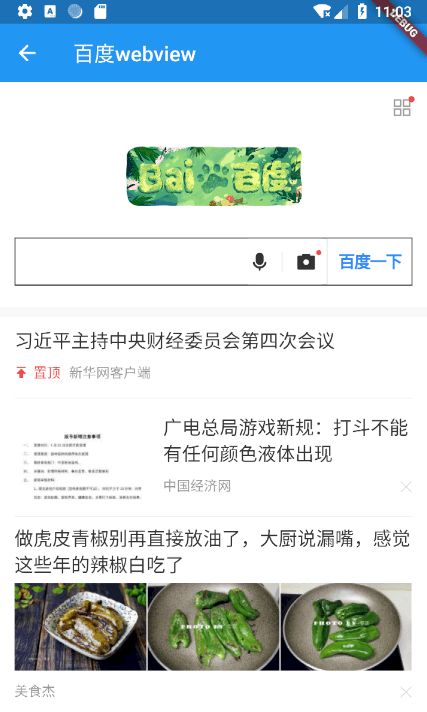 11:03
DEBUG
百度webview
Bai 百度
百度一下
习近平主持中央财经委员会第四次会议
置顶 新华网客户端
广电总局游戏新规：打斗不能
有任何颜色液体出现
中国经济网
做虎皮青椒别再直接放油了，大厨说漏嘴，感觉
这些年的辣椒白吃了
美食杰